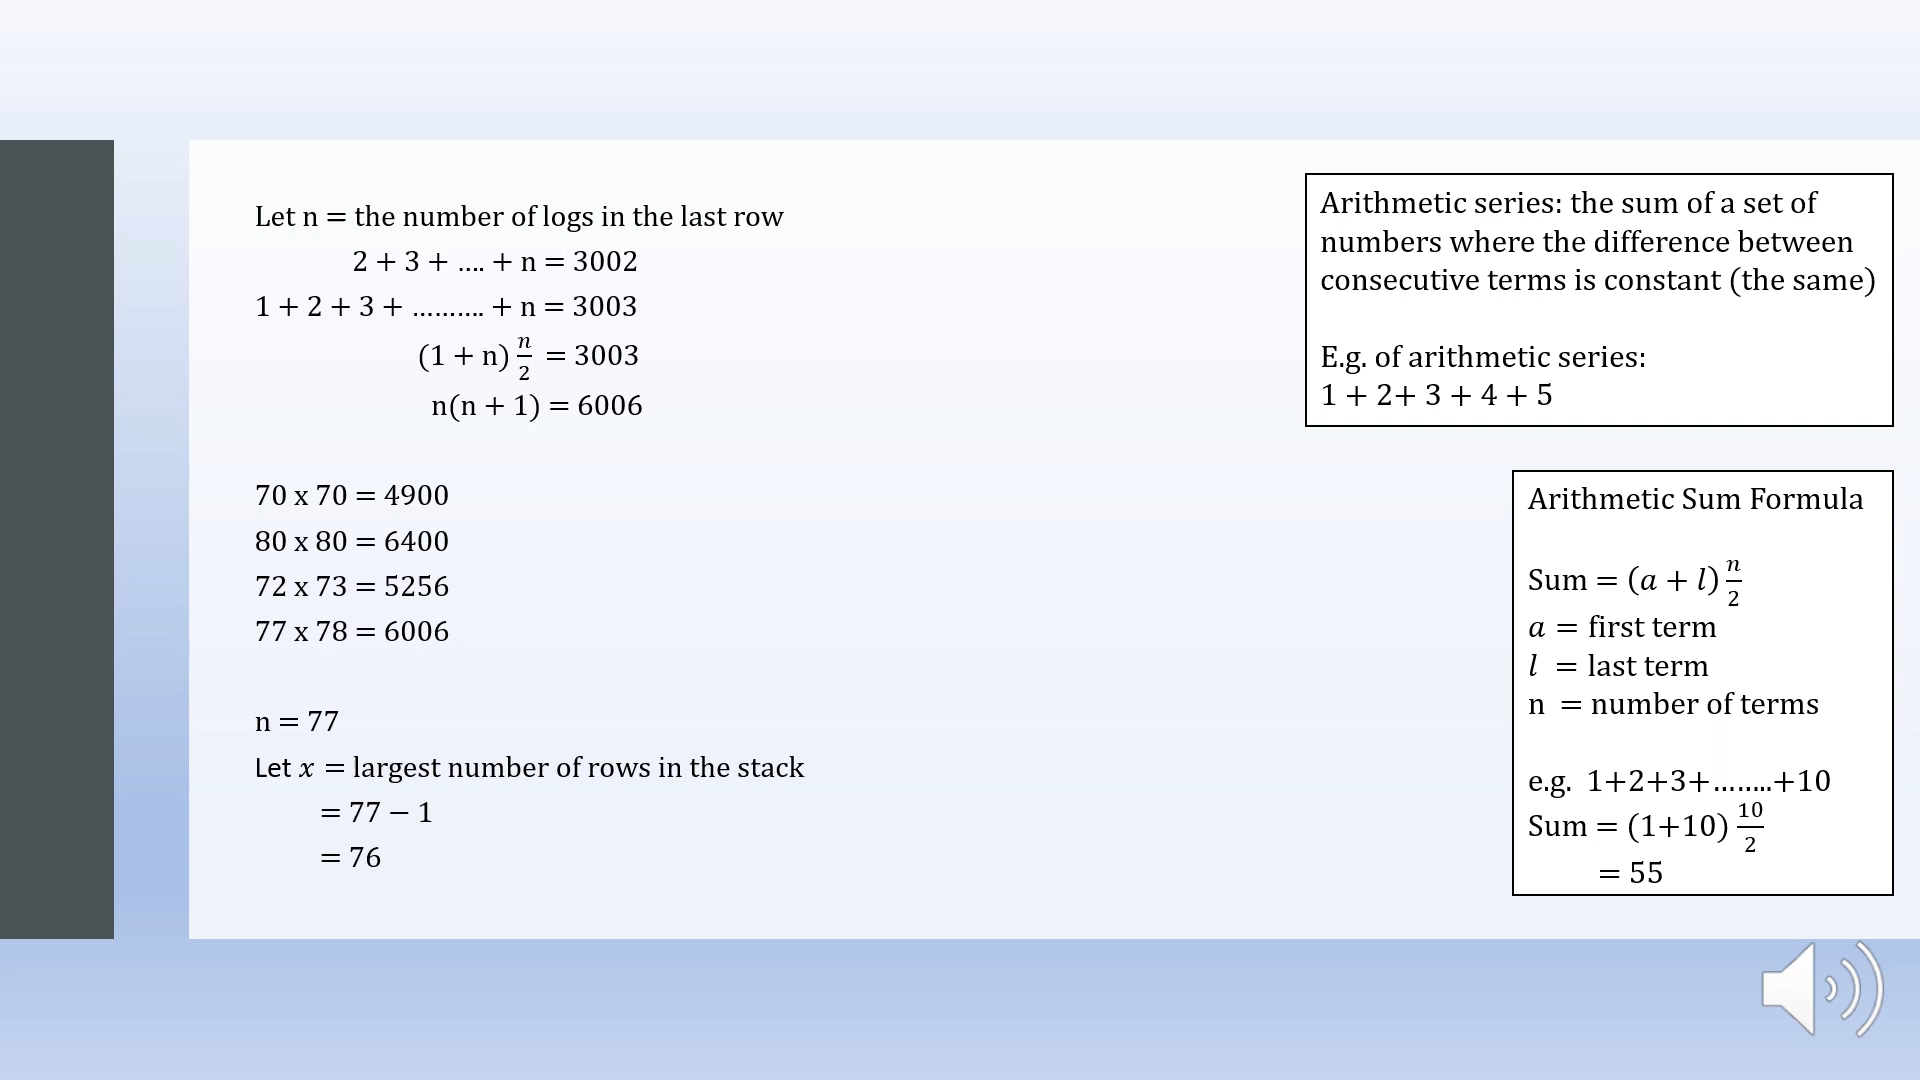 Let n = the number of logs in the last row
2 + 3 + .... + n = 3002
1 + 2 + 3 + .......... + n = 3003
(1 + n) n/2 = 3003
n(n + 1) = 6006
70 x 70 = 4900
80 x 80 = 6400
72 x 73 = 5256
77 x 78 = 6006
n = 77
Let x = largest number of rows in the stack
= 77 − 1
= 76
Arithmetic series: the sum of a set of
numbers where the difference between
consecutive terms is constant (the same)
E.g. of arithmetic series:
1 + 2+ 3 + 4 + 5
Arithmetic Sum Formula
Sum = (a + l) n/2
a = first term
l = last term
n = number of terms
e.g. 1+2+3+........+10
Sum = (1+10) 10/2
= 55